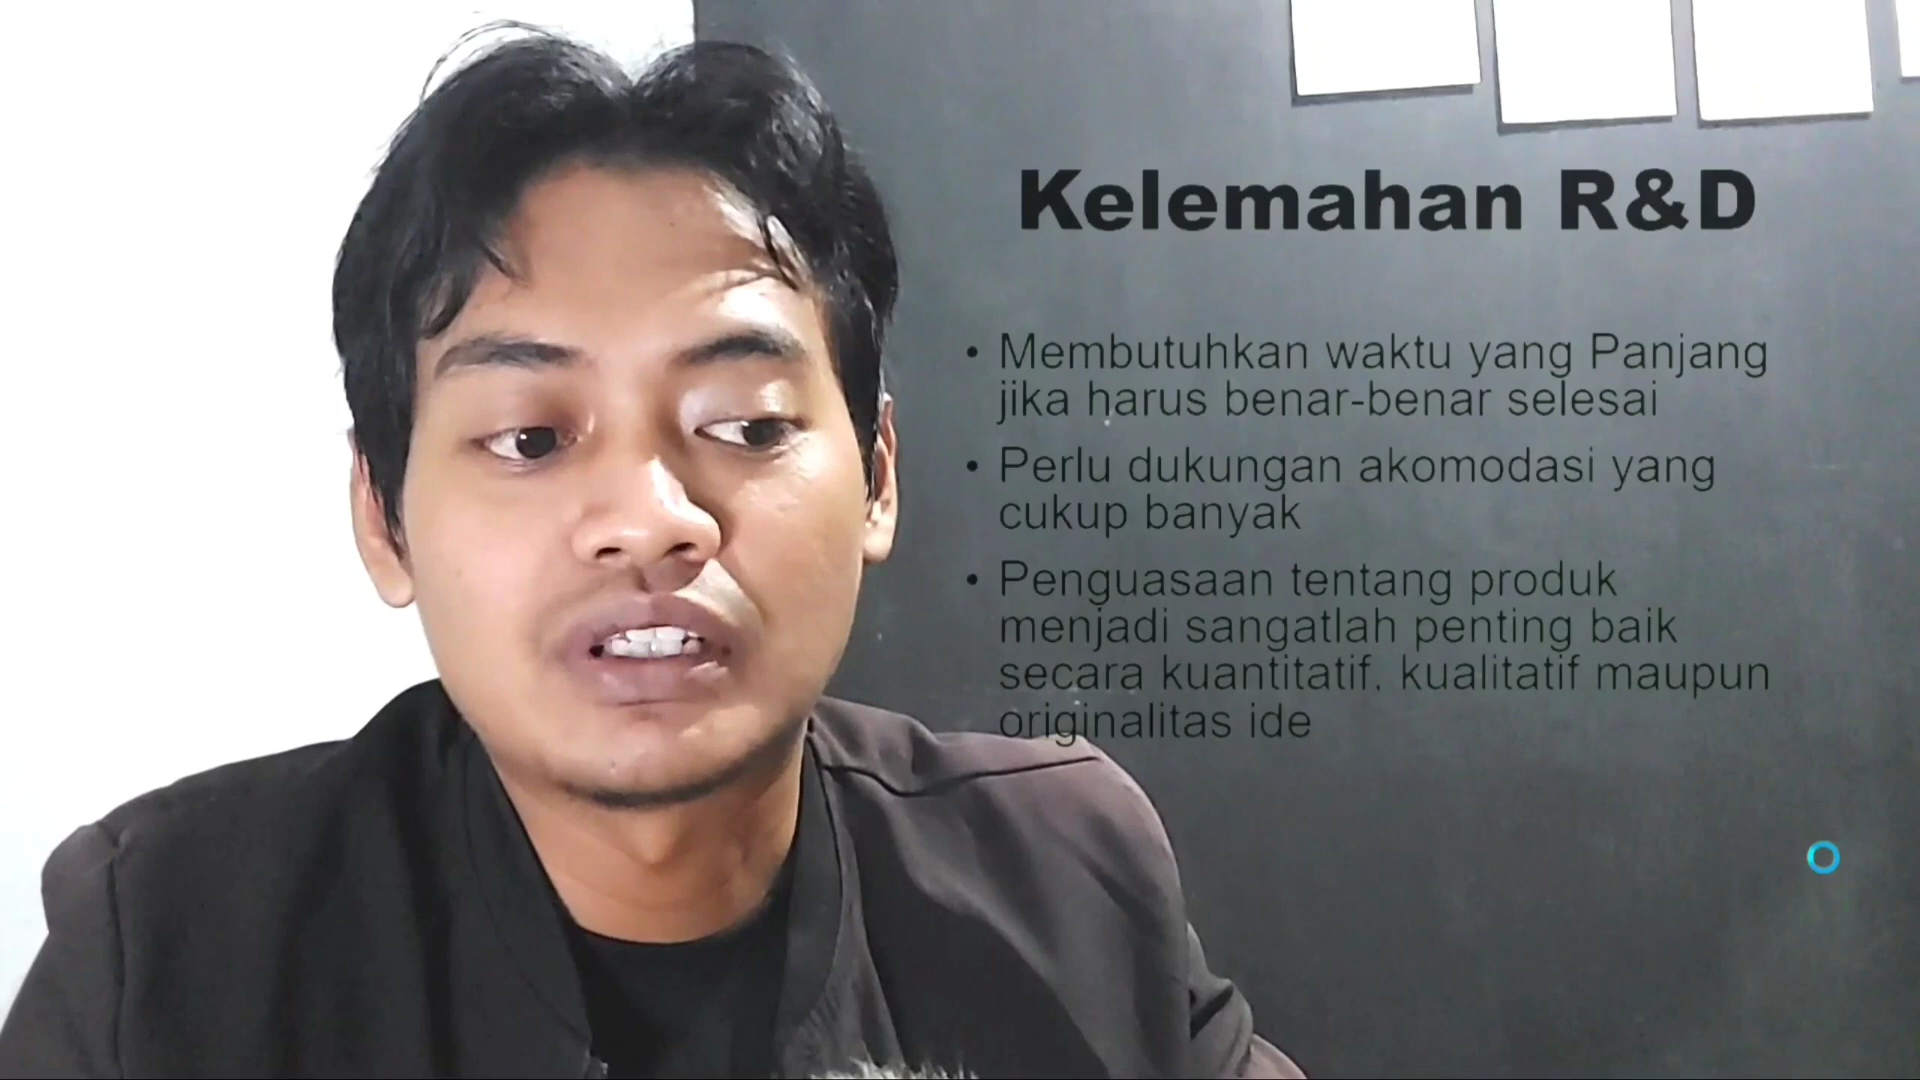 Kelemahan R&D
• Membutuhkan waktu yang Panjang
jika harus benar-benar selesai
• Perlu dukungan akomodasi yang
cukup banyak
• Penguasaan tentang produk
menjadi sangatlah penting baik
secara kuantitatif, kualitatif maupun
originalitas ide